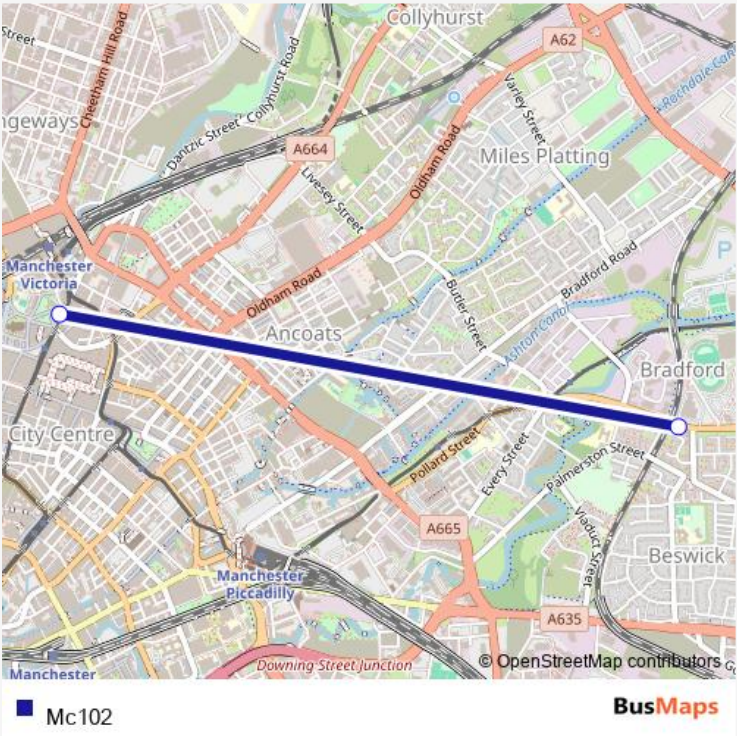 Collyhurst
Street
Cheetham Hill Road
Collyhurst Road
A62
Varley Street
Rochdale Can
ngeways
Dantzic Street
A664
Oldham Road
Miles Platting
Livesey Street
Manchester
Victoria
Bradford Road
P
Oldham Road
Butler Street
Ancoats
Ashton Canal
Bradford
City Centre
Pollard Street
Every Street
Palmerston Street
A665
Viaduct Street
Beswick
Manchester
Piccadilly
A635
Downing Street Junction
© OpenStreetMap contributors
Manchester
Mc102
BusMaps